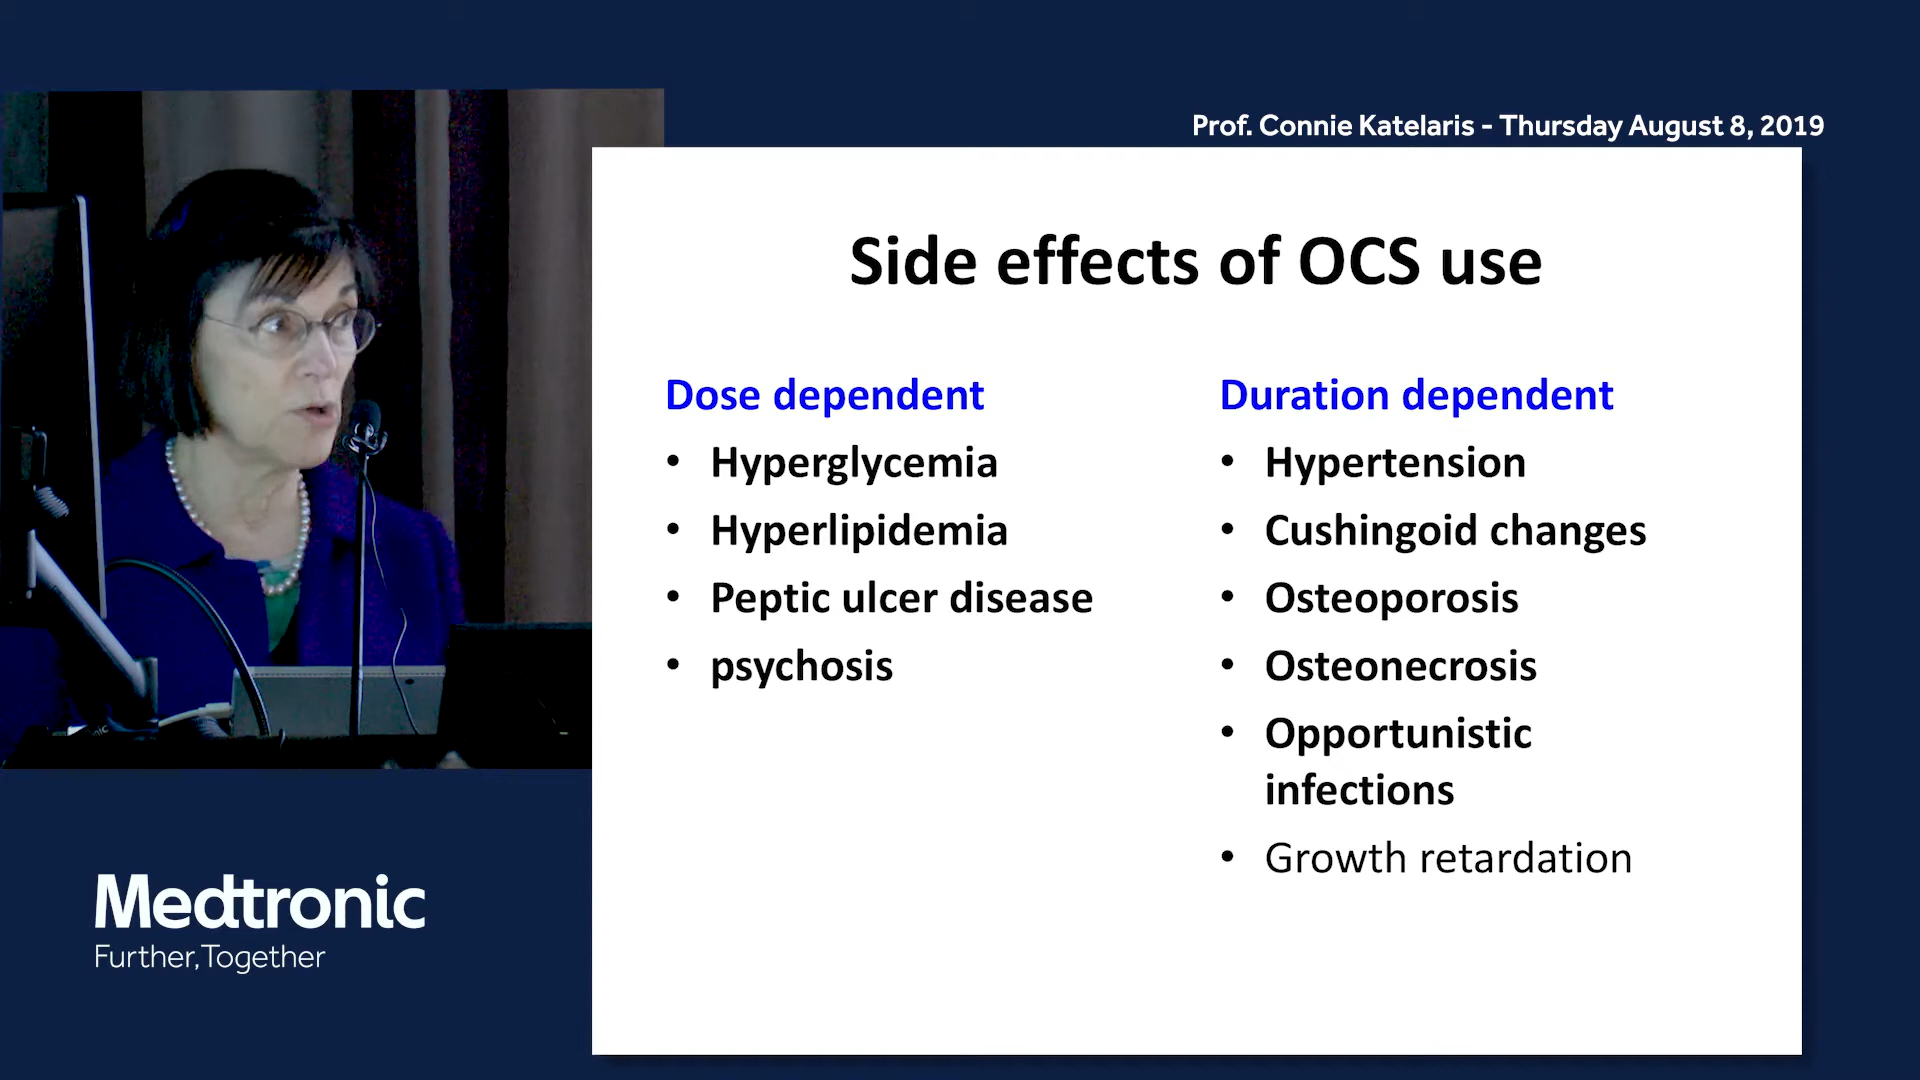 Prof. Connie Katelaris - Thursday August 8, 2019
Side effects of OCS use
Dose dependent
• Hyperglycemia
• Hyperlipidemia
• Peptic ulcer disease
• psychosis
Duration dependent
• Hypertension
• Cushingoid changes
• Osteoporosis
• Osteonecrosis
• Opportunistic
infections
• Growth retardation
Medtronic
Further, Together